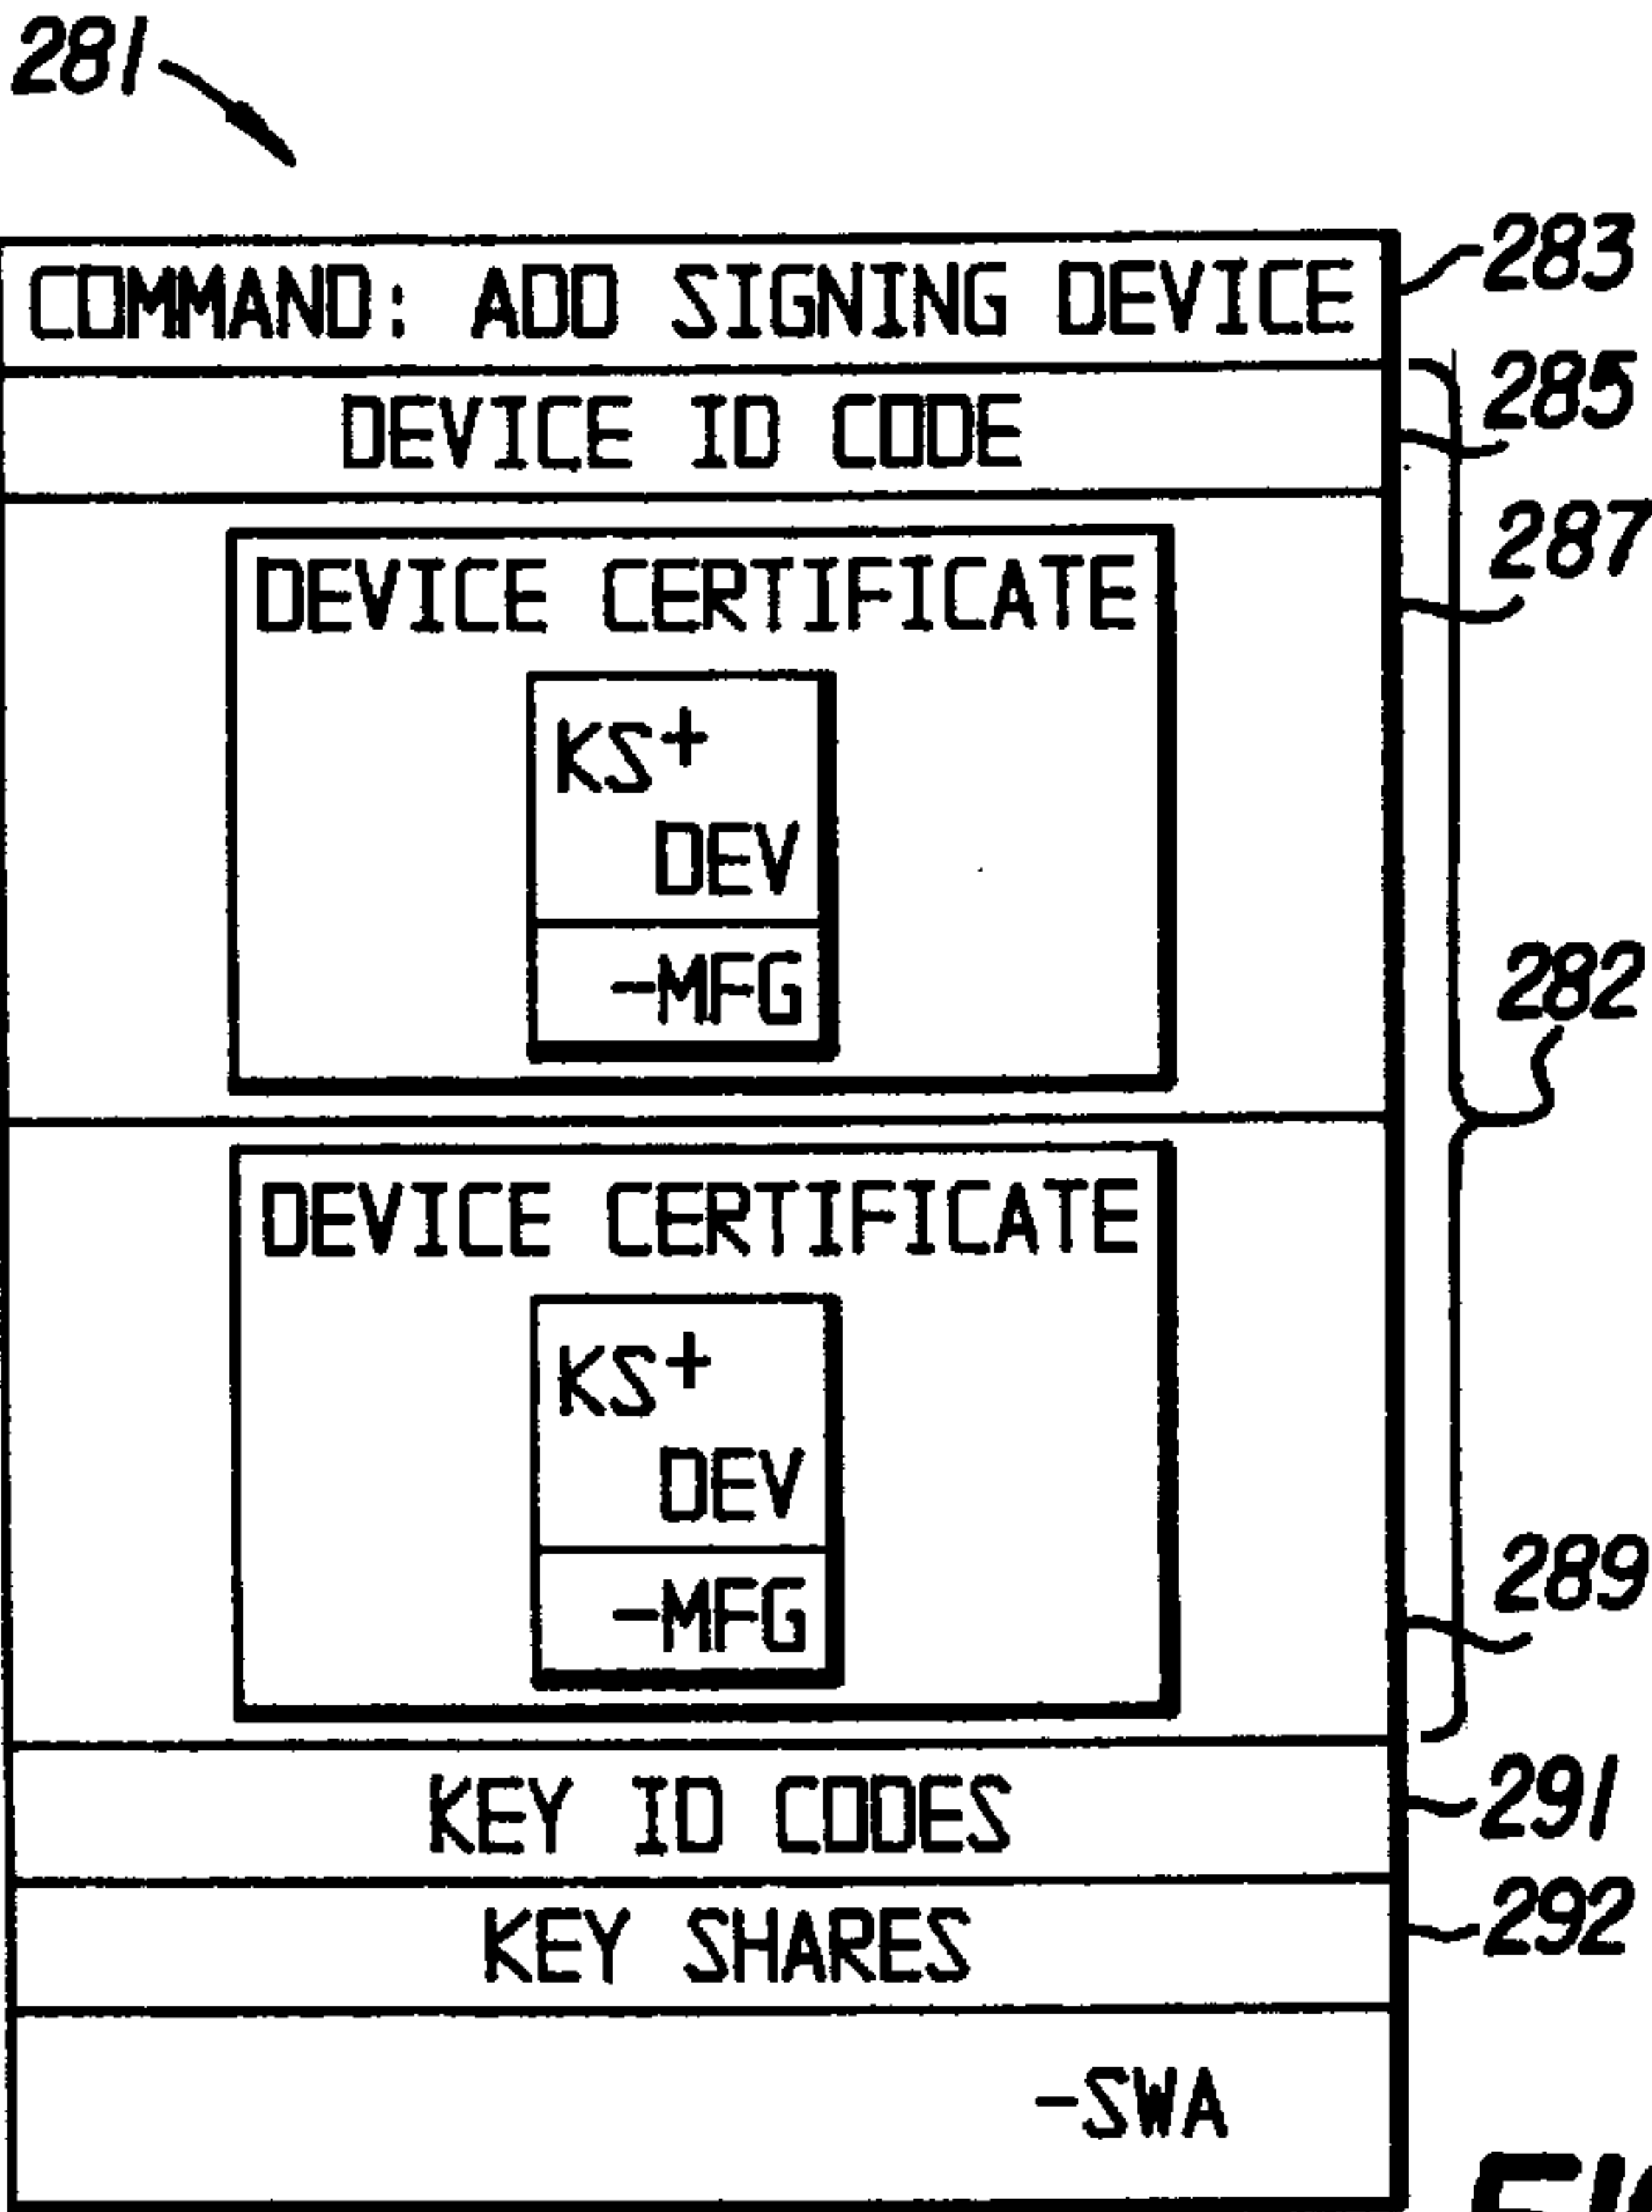 281
COMMAND: ADD SIGNING DEVICE 283
DEVICE ID CODE 285
287
DEVICE CERTIFICATE
KS+
DEV
-MFG
282
DEVICE CERTIFICATE
KS+
DEV
-MFG
289
KEY ID CODES 291
KEY SHARES 292
-SWA